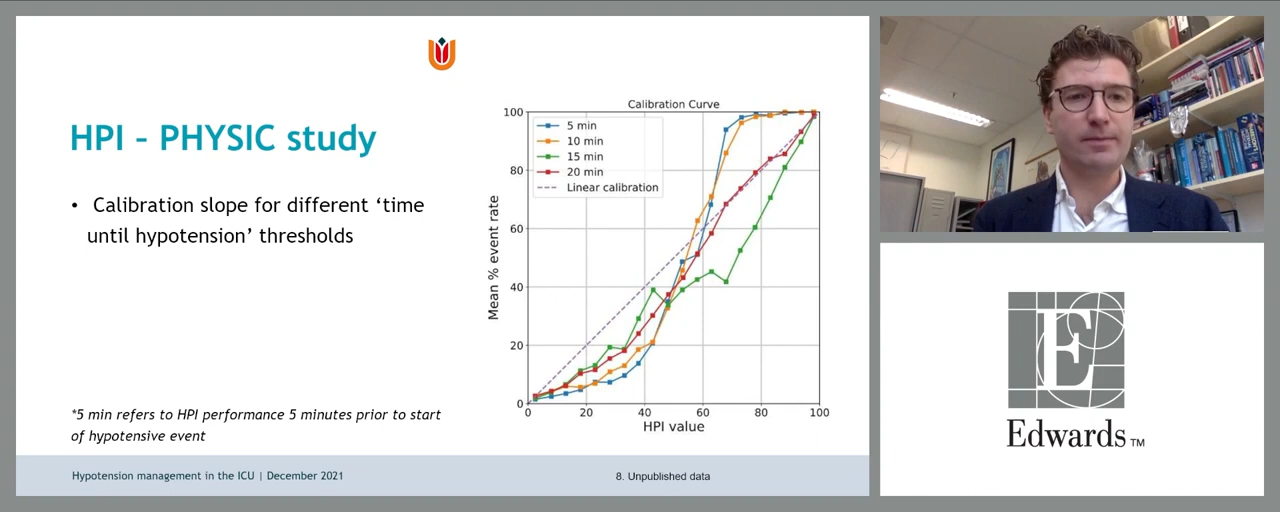 HPI - PHYSIC study
• Calibration slope for different ‘time
until hypotension’ thresholds
*5 min refers to HPI performance 5 minutes prior to start
of hypotensive event
Calibration Curve
5 min
10 min
15 min
20 min
Linear calibration
Mean % event rate
100
80
60
40
20
0
0 20 40 60 80 100
HPI value
Hypotension management in the ICU | December 2021
8. Unpublished data
E
Edwards TM